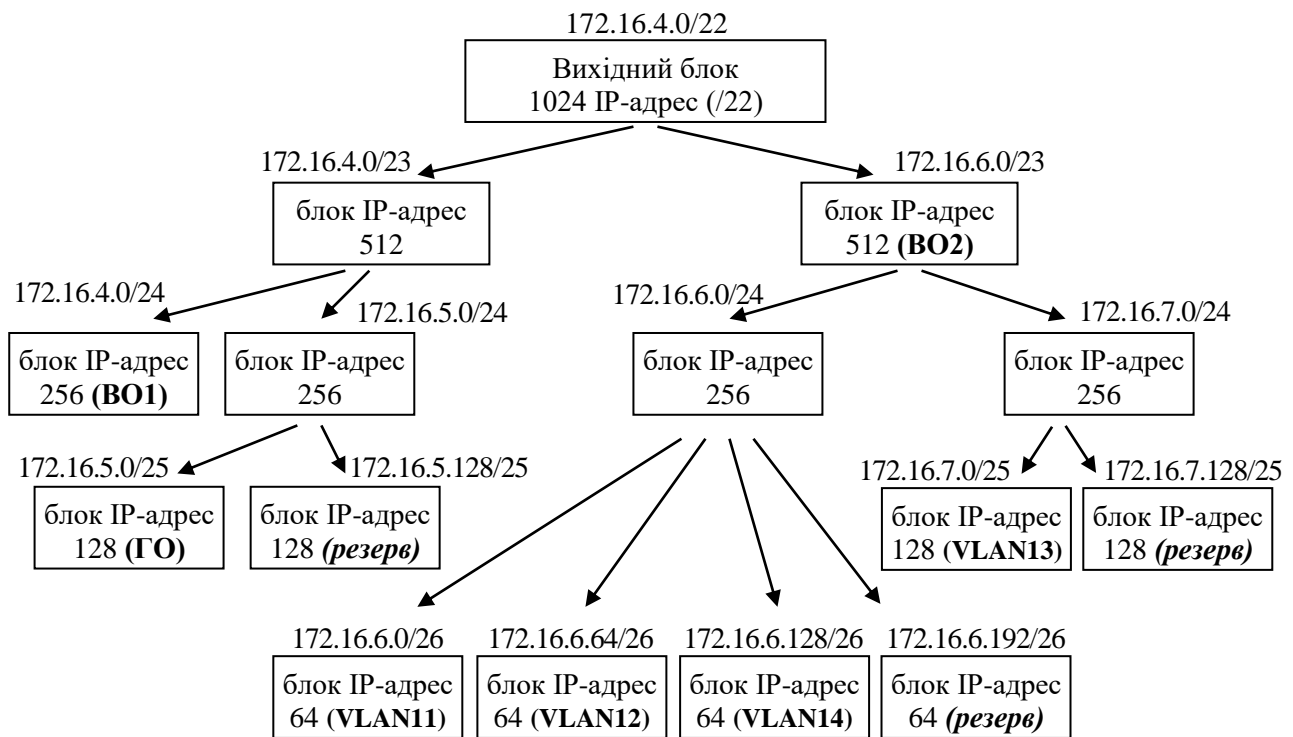 172.16.4.0/22
Вихідний блок
1024 IP-адрес (/22)
172.16.4.0/23
172.16.6.0/23
блок IP-адрес
512
блок IP-адрес
512 (ВО2)
172.16.4.0/24
172.16.5.0/24
172.16.6.0/24
172.16.7.0/24
блок IP-адрес
256 (ВО1)
блок IP-адрес
256
блок IP-адрес
256
блок IP-адрес
256
172.16.5.0/25
172.16.5.128/25
172.16.7.0/25
172.16.7.128/25
блок IP-адрес
128 (ГО)
блок IP-адрес
128 (резерв)
блок IP-адрес
128 (VLAN13)
блок IP-адрес
128 (резерв)
172.16.6.0/26
172.16.6.64/26
172.16.6.128/26
172.16.6.192/26
блок IP-адрес
64 (VLAN11)
блок IP-адрес
64 (VLAN12)
блок IP-адрес
64 (VLAN14)
блок IP-адрес
64 (резерв)